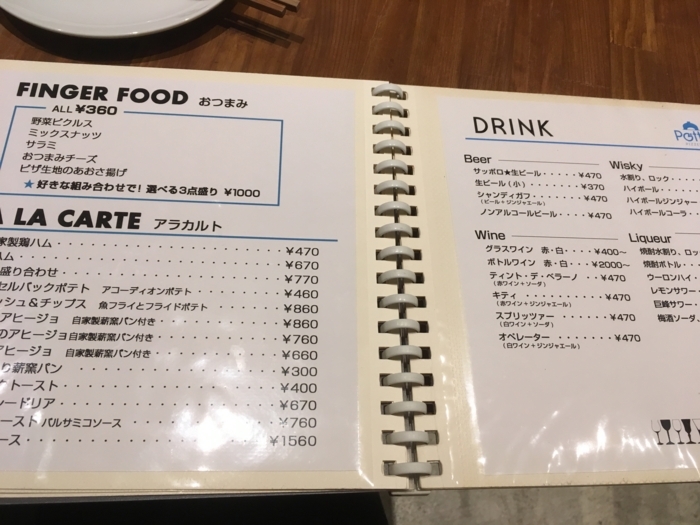 FINGER FOOD おつまみ
ALL ¥360
野菜ピクルス
ミックスナッツ
サラミ
おつまみチーズ
ピザ生地のあおさ揚げ
★好きな組み合わせで！選べる3点盛り ¥1000
LA CARTE アラカルト
家製鶏ハム ¥470
ハム ¥670
盛り合わせ ¥770
セルバックポテト アコーディオンポテト ¥460
ッシュ＆チップス 魚フライとフライドポテト ¥860
アヒージョ 自家製薪窯パン付き ¥860
のアヒージョ 自家製薪窯パン付き ¥760
アヒージョ 自家製薪窯パン付き ¥660
り薪窯パン ¥300
トースト ¥400
ードリア ¥670
ースト バルサミコソース ¥760
ース ¥1560
DRINK
Beer
サッポロ★生ビール ¥470
生ビール（小） ¥370
シャンディガフ ¥470
（ビール＋ジンジャエール）
ノンアルコールビール ¥470
Wine
グラスワイン 赤・白 ¥400〜
ボトルワイン 赤・白 ¥2000〜
ティント・デ・ベラーノ ¥470
（赤ワイン＋ソーダ）
キティ ¥470
（赤ワイン＋ジンジャエール）
スプリッツァー ¥470
（白ワイン＋ソーダ）
オペレーター ¥470
（白ワイン＋ジンジャエール）
Wisky
水割り、ロック
ハイボール
ハイボールジンジャー
ハイボールコーラ
Liqueur
焼酎水割り、ロッ
焼酎ボトル
ウーロンハイ
レモンサワー
巨峰サワー
梅酒ソーダ、